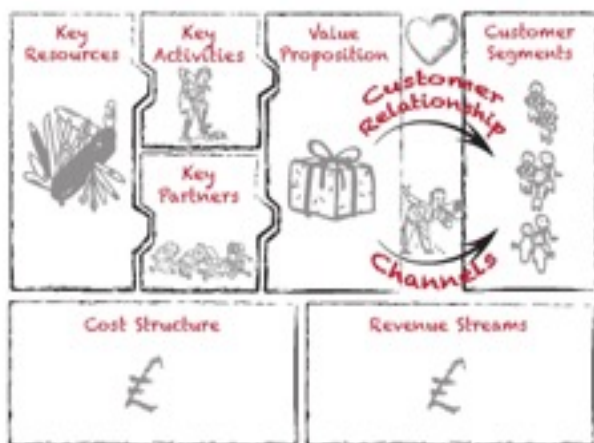 Key
Resources
Key
Activities
Key
Partners
Value
Proposition
Customer
Relationship
Channels
Customer
Segments
Cost Structure
£
Revenue Streams
£